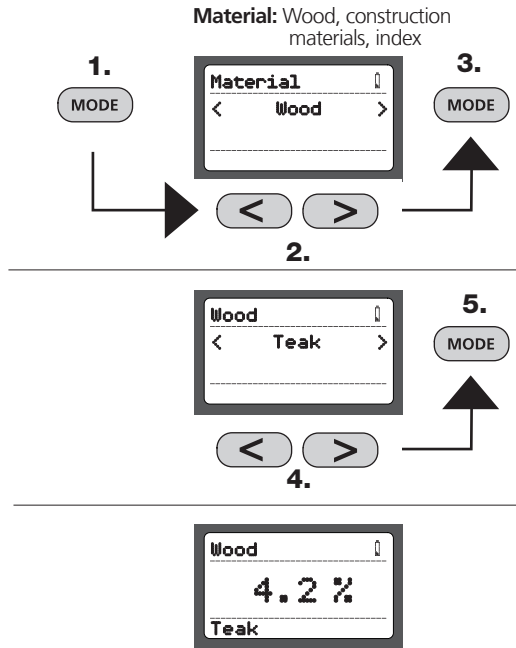 Material: Wood, construction
materials, index
1.
MODE
Material
< Wood >
3.
MODE
< >
2.
Wood
< Teak >
5.
MODE
< >
4.
Wood
4.2 %
Teak